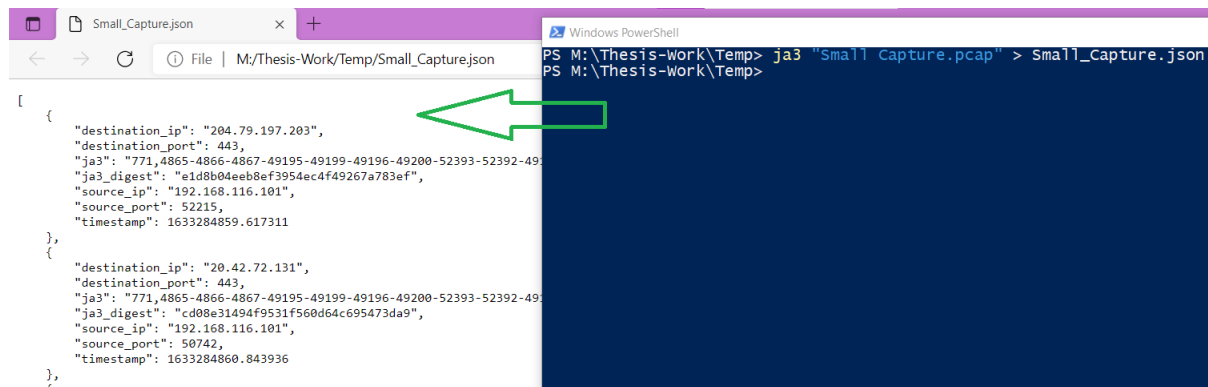 Small_Capture.json
File | M:/Thesis-Work/Temp/Small_Capture.json
[
{
"destination_ip": "204.79.197.203",
"destination_port": 443,
"ja3": "771,4865-4866-4867-49195-49199-49196-49200-52393-52392-491
"ja3_digest": "e1d8b04eeb8ef3954ec4f49267a783ef",
"source_ip": "192.168.116.101",
"source_port": 52215,
"timestamp": 1633284859.617311
},
{
"destination_ip": "20.42.72.131",
"destination_port": 443,
"ja3": "771,4865-4866-4867-49195-49199-49196-49200-52393-52392-491
"ja3_digest": "cd08e31494f9531f560d64c695473da9",
"source_ip": "192.168.116.101",
"source_port": 50742,
"timestamp": 1633284860.843936
},
Windows PowerShell
PS M:\Thesis-Work\Temp> ja3 "Small Capture.pcap" > Small_Capture.json
PS M:\Thesis-Work\Temp>